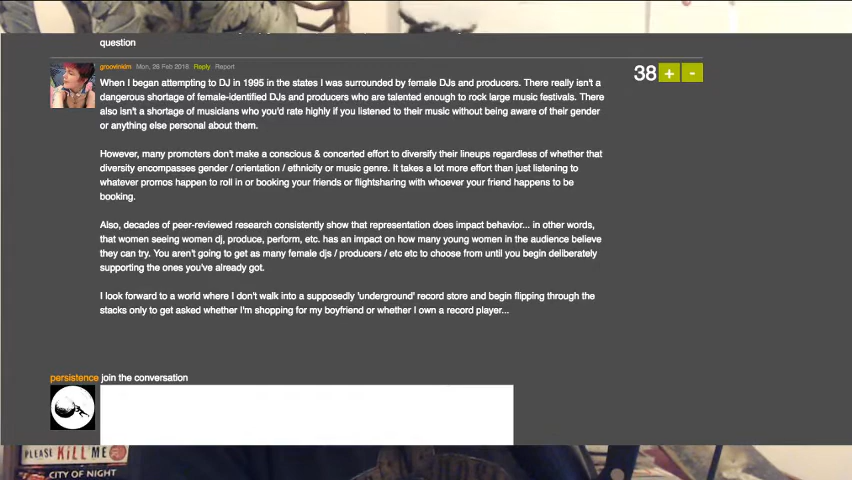 question
groovinkim Mon, 26 Feb 2018 Reply Report
38 + -
When I began attempting to DJ in 1995 in the states I was surrounded by female DJs and producers. There really isn't a
dangerous shortage of female-identified DJs and producers who are talented enough to rock large music festivals. There
also isn't a shortage of musicians who you'd rate highly if you listened to their music without being aware of their gender
or anything else personal about them.
However, many promoters don't make a conscious & concerted effort to diversify their lineups regardless of whether that
diversity encompasses gender / orientation / ethnicity or music genre. It takes a lot more effort than just listening to
whatever promos happen to roll in or booking your friends or flightsharing with whoever your friend happens to be
booking.
Also, decades of peer-reviewed research consistently show that representation does impact behavior... in other words,
that women seeing women dj, produce, perform, etc. has an impact on how many young women in the audience believe
they can try. You aren't going to get as many female djs / producers / etc etc to choose from until you begin deliberately
supporting the ones you've already got.
I look forward to a world where I don't walk into a supposedly 'underground' record store and begin flipping through the
stacks only to get asked whether I'm shopping for my boyfriend or whether I own a record player...
persistence join the conversation
PLEASE KiLL ME
CITY OF NIGHT